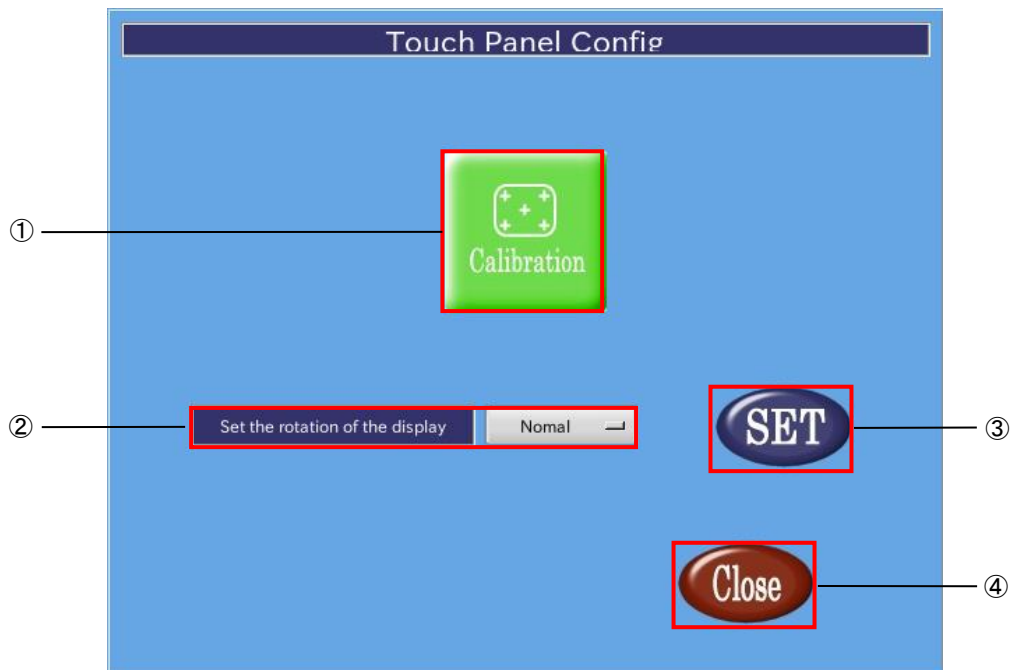 Touch Panel Config
①
Calibration
②
Set the rotation of the display
Nomal
SET
③
Close
④